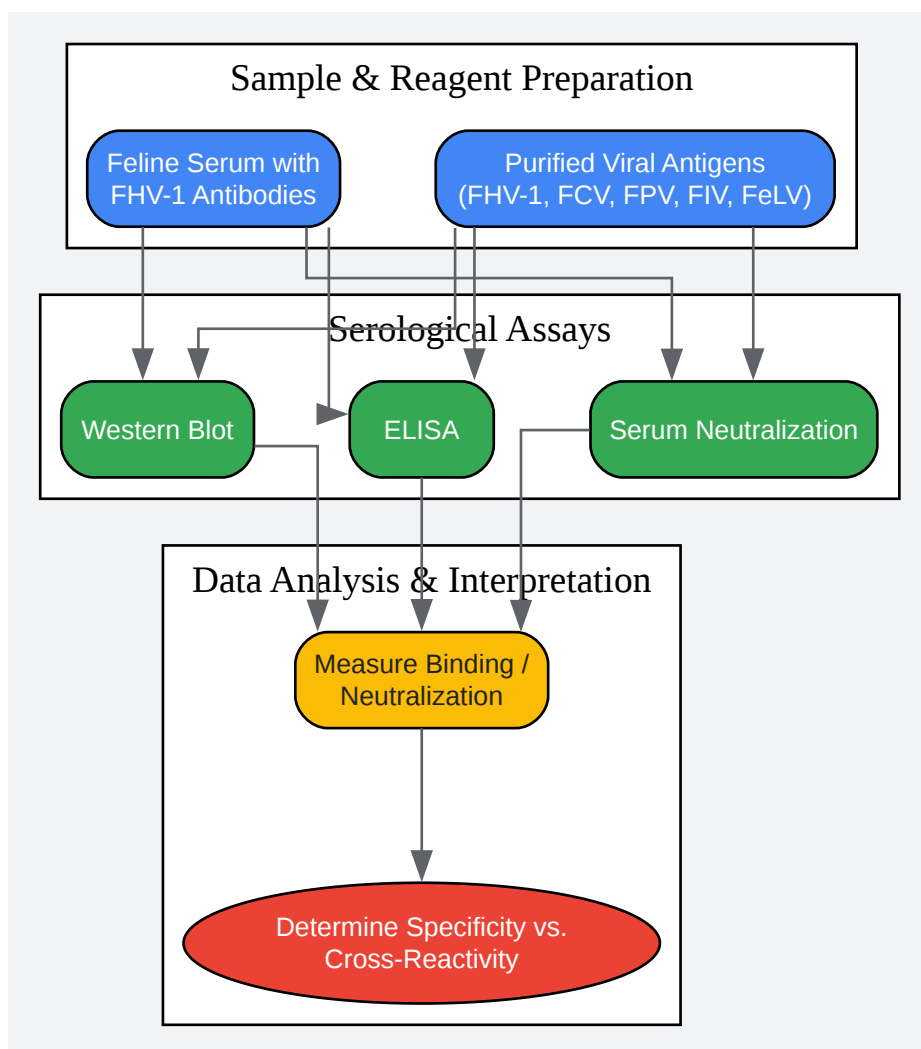 Sample & Reagent Preparation
Feline Serum with
FHV-1 Antibodies
Purified Viral Antigens
(FHV-1, FCV, FPV, FIV, FeLV)
Serological Assays
Western Blot
ELISA
Serum Neutralization
Data Analysis & Interpretation
Measure Binding /
Neutralization
Determine Specificity vs.
Cross-Reactivity